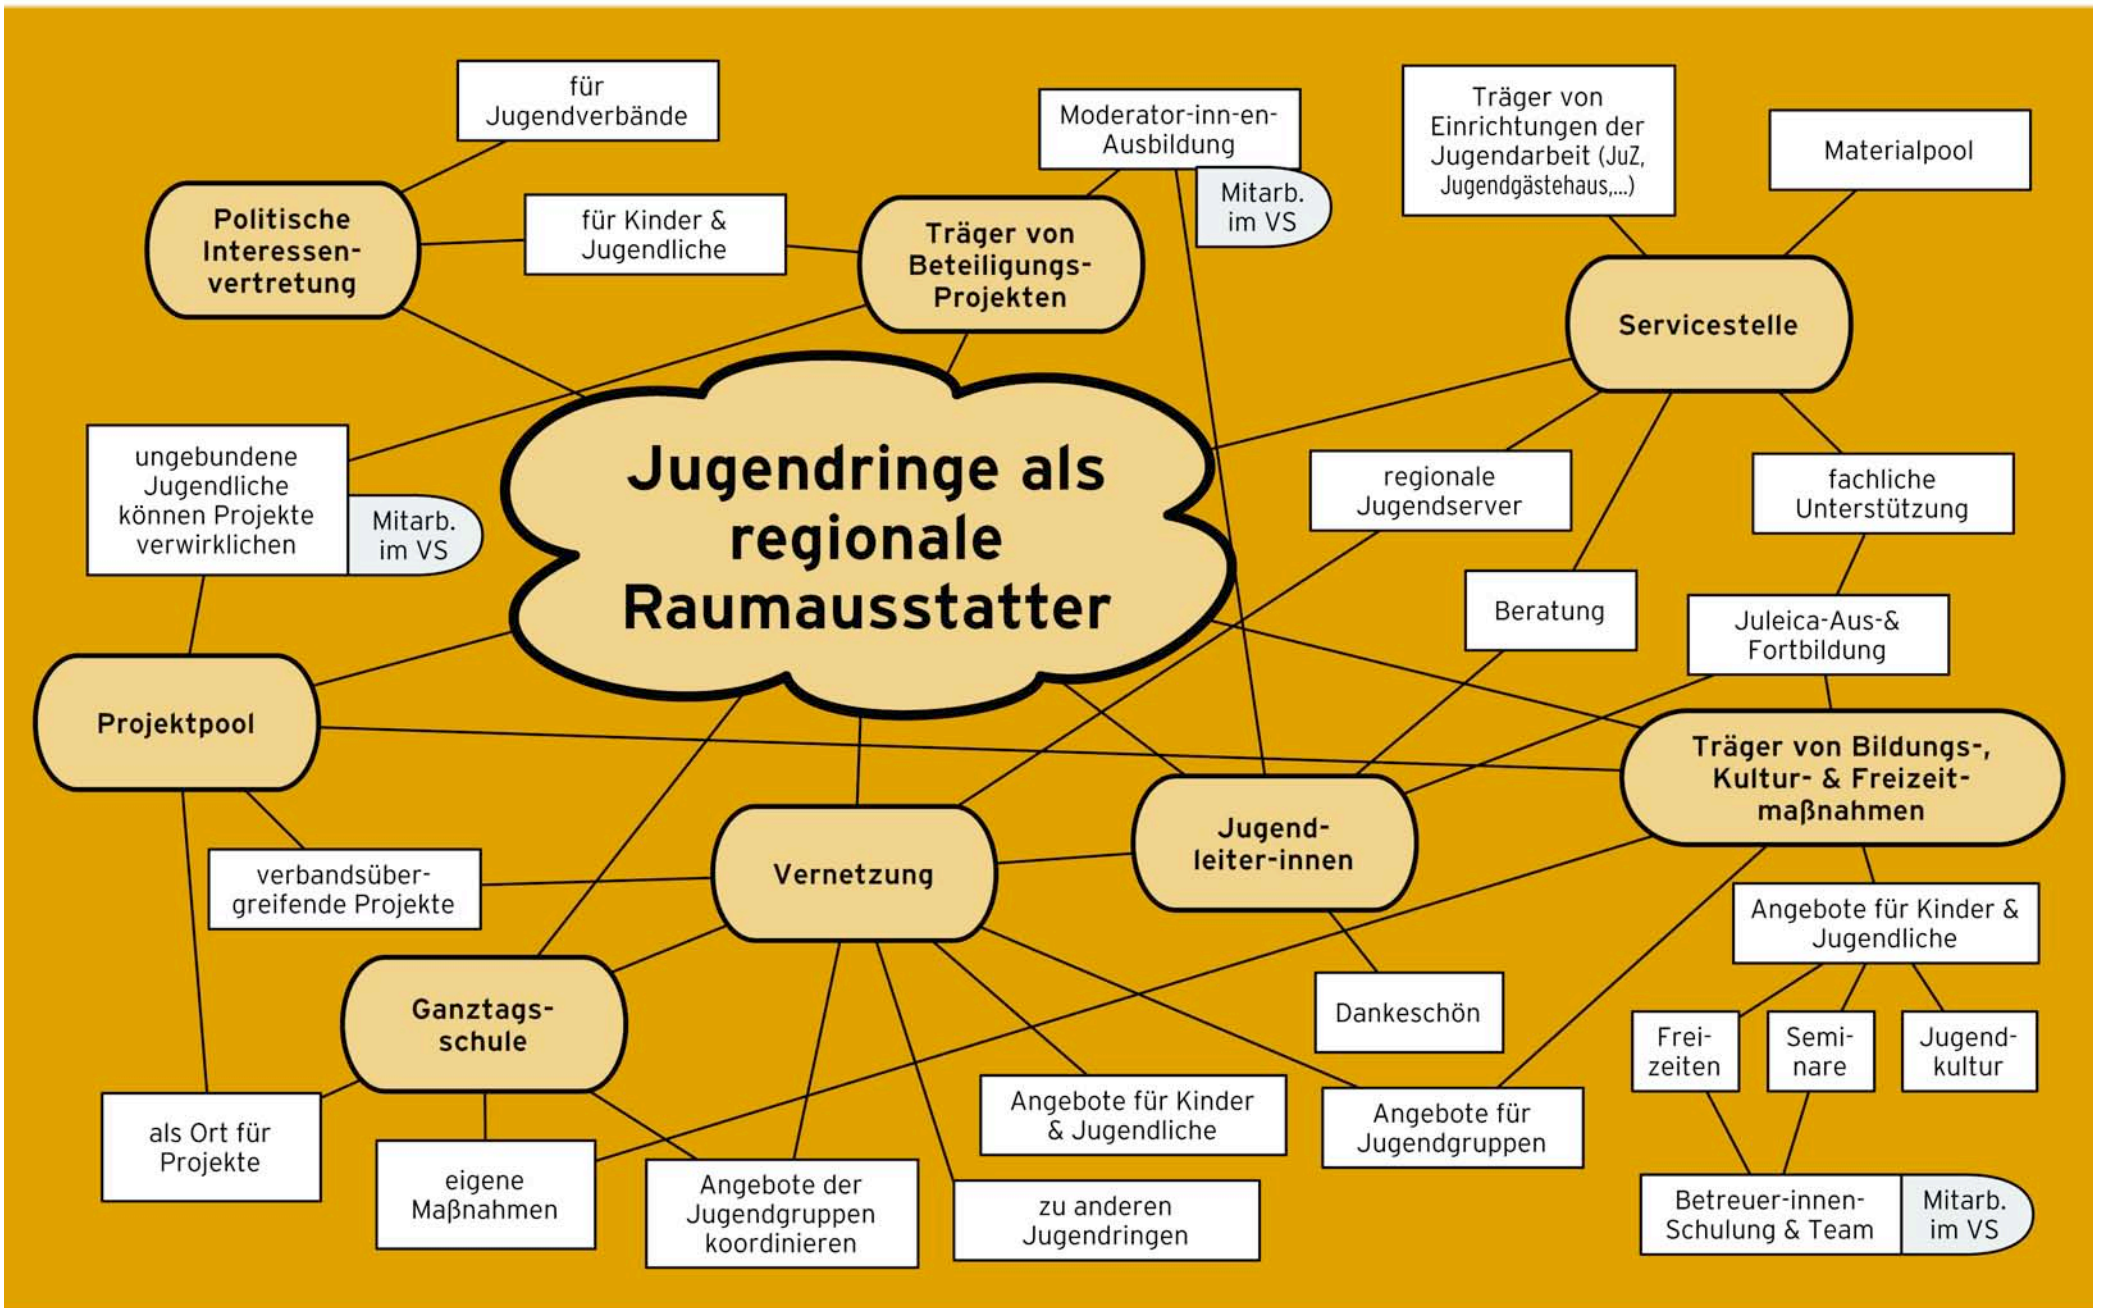 für
Jugendverbände
Moderator-inn-en-
Ausbildung
Mitarb.
im VS
Träger von
Einrichtungen der
Jugendarbeit (JuZ,
Jugendgästehaus,...)
Materialpool
Politische
Interessen-
vertretung
für Kinder &
Jugendliche
Träger von
Beteiligungs-
Projekten
Servicestelle
ungebundene
Jugendliche
können Projekte
verwirklichen
Mitarb.
im VS
Jugendringe als
regionale
Raumausstatter
regionale
Jugendserver
fachliche
Unterstützung
Beratung
Juleica-Aus-&
Fortbildung
Projektpool
Träger von Bildungs-,
Kultur- & Freizeit-
maßnahmen
verbandsüber-
greifende Projekte
Vernetzung
Jugend-
leiter-innen
Angebote für Kinder &
Jugendliche
Ganztags-
schule
Dankeschön
Frei-
zeiten
Semi-
nare
Jugend-
kultur
als Ort für
Projekte
eigene
Maßnahmen
Angebote der
Jugendgruppen
koordinieren
Angebote für Kinder
& Jugendliche
zu anderen
Jugendringen
Angebote für
Jugendgruppen
Betreuer-innen-
Schulung & Team
Mitarb.
im VS